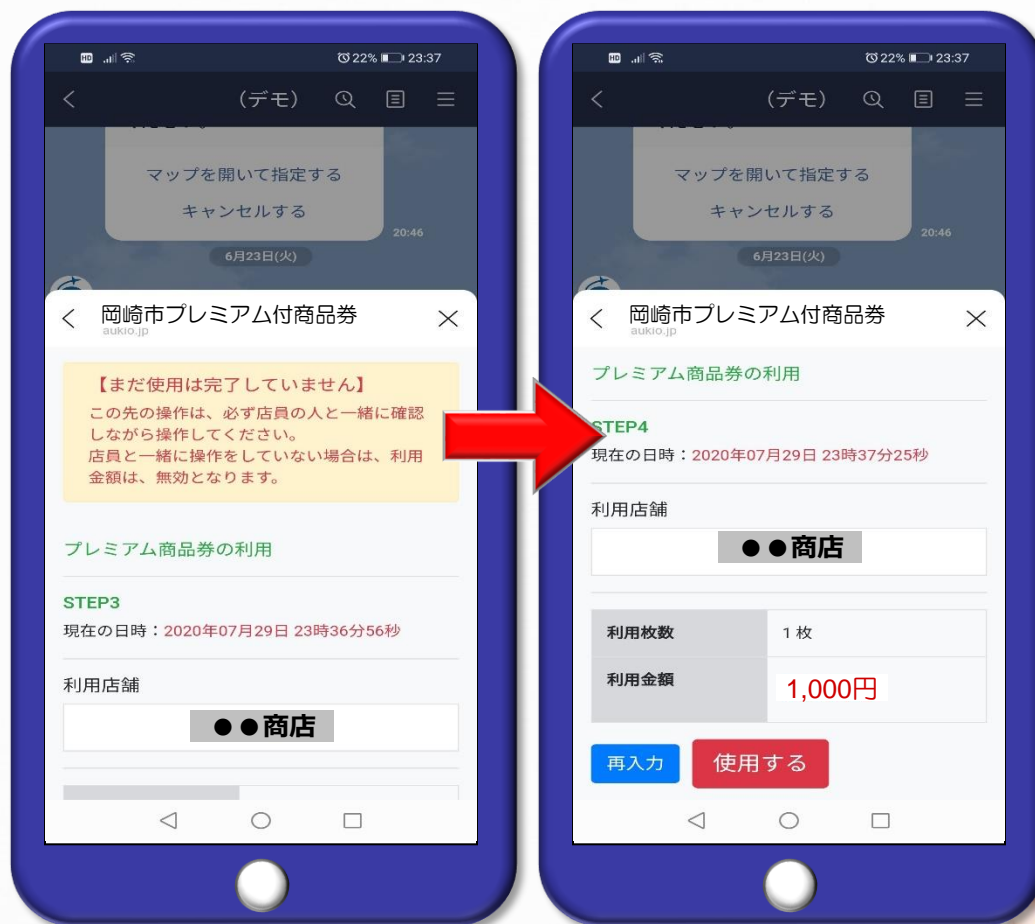 HD 22% 23:37
(デモ)
マップを開いて指定する
キャンセルする
20:46
6月23日(火)
岡崎市プレミアム付商品券
aukio.jp
【まだ使用は完了していません】
この先の操作は、必ず店員の人と一緒に確認
しながら操作してください。
店員と一緒に操作をしていない場合は、利用
金額は、無効となります。
プレミアム商品券の利用
STEP3
現在の日時：2020年07月29日 23時36分56秒
利用店舗
●●商店
HD 22% 23:37
(デモ)
マップを開いて指定する
キャンセルする
20:46
6月23日(火)
岡崎市プレミアム付商品券
aukio.jp
プレミアム商品券の利用
STEP4
現在の日時：2020年07月29日 23時37分25秒
利用店舗
●●商店
利用枚数 1 枚
利用金額 1,000円
再入力 使用する